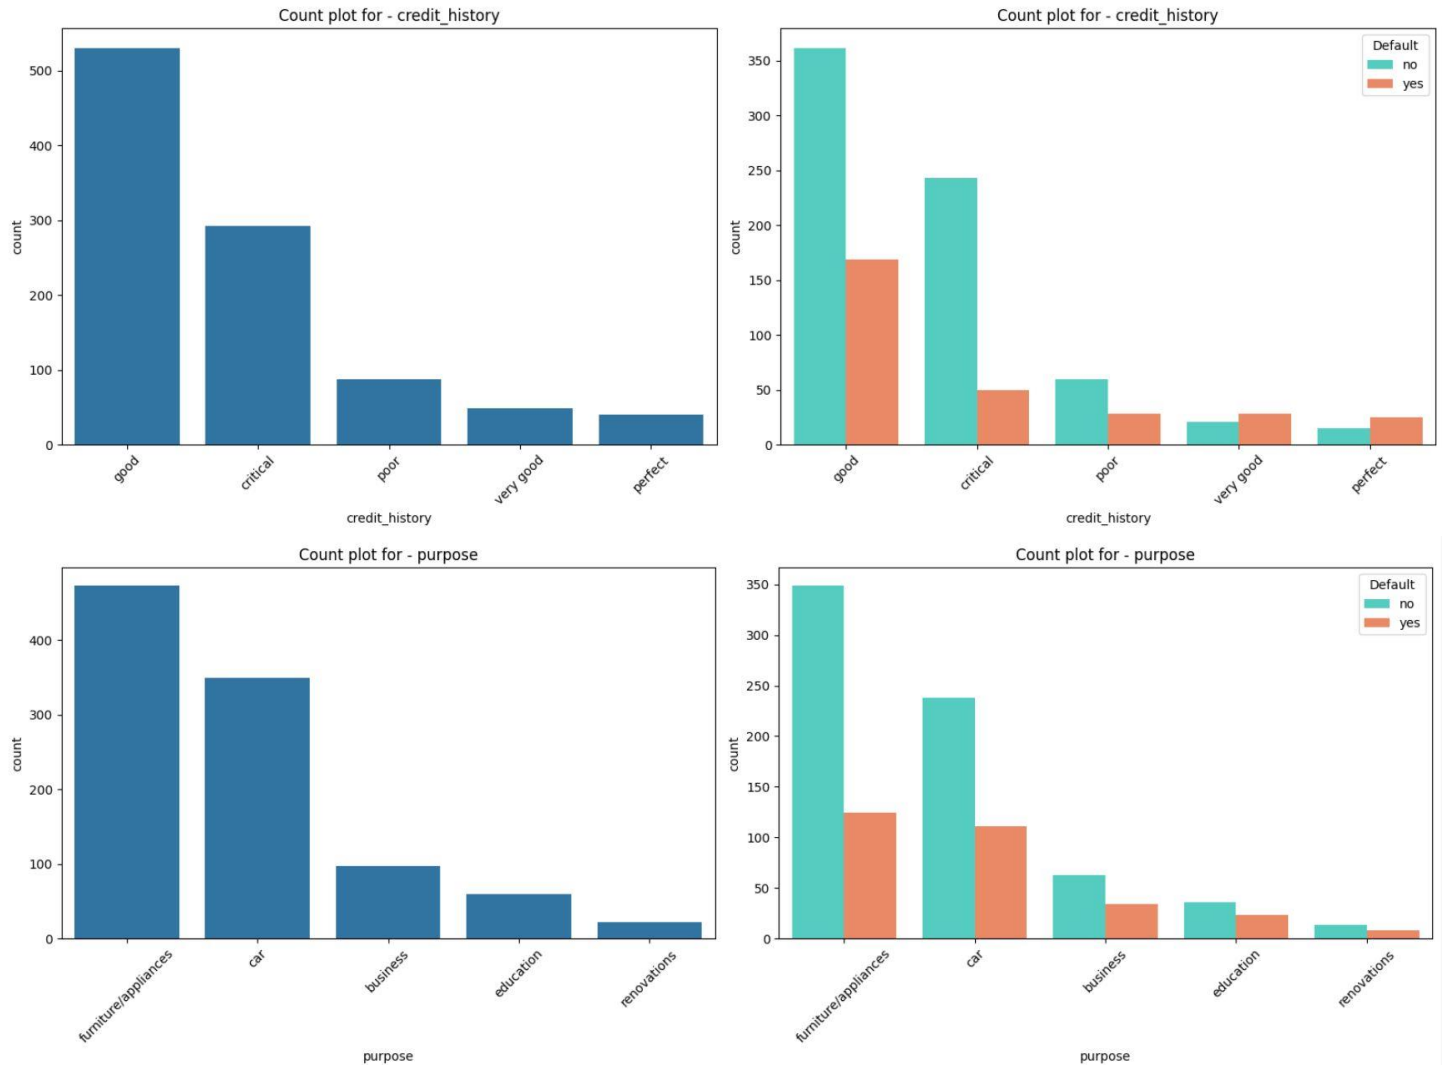 Count plot for - credit_history
500
400
300
200
100
0
count
good
critical
poor
very good
perfect
credit_history
Count plot for - credit_history
Default
no
yes
350
300
250
200
150
100
50
0
count
good
critical
poor
very good
perfect
credit_history
Count plot for - purpose
400
300
200
100
0
count
furniture/appliances
car
business
education
renovations
purpose
Count plot for - purpose
Default
no
yes
350
300
250
200
150
100
50
0
count
furniture/appliances
car
business
education
renovations
purpose